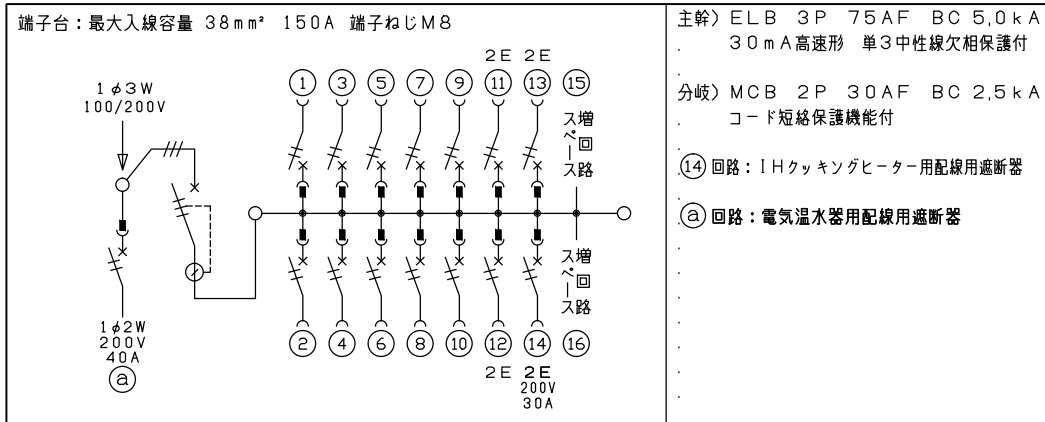 端子台：最大入線容量 38mm² 150A 端子ねじM8
1φ3W
100/200V
2E 2E
① ③ ⑤ ⑦ ⑨ ⑪ ⑬ ⑮
増回路
スペース
増回路
スペース
② ④ ⑥ ⑧ ⑩ ⑫ ⑭ ⑯
2E 2E
200V
30A
1φ2W
200V
40A
ⓐ
主幹）ELB 3P 75AF BC 5,0kA
30mA高速形 単3中性線欠相保護付
分岐）MCB 2P 30AF BC 2,5kA
コード短絡保護機能付
⑭回路：IHクッキングヒーター用配線用遮断器
ⓐ回路：電気温水器用配線用遮断器